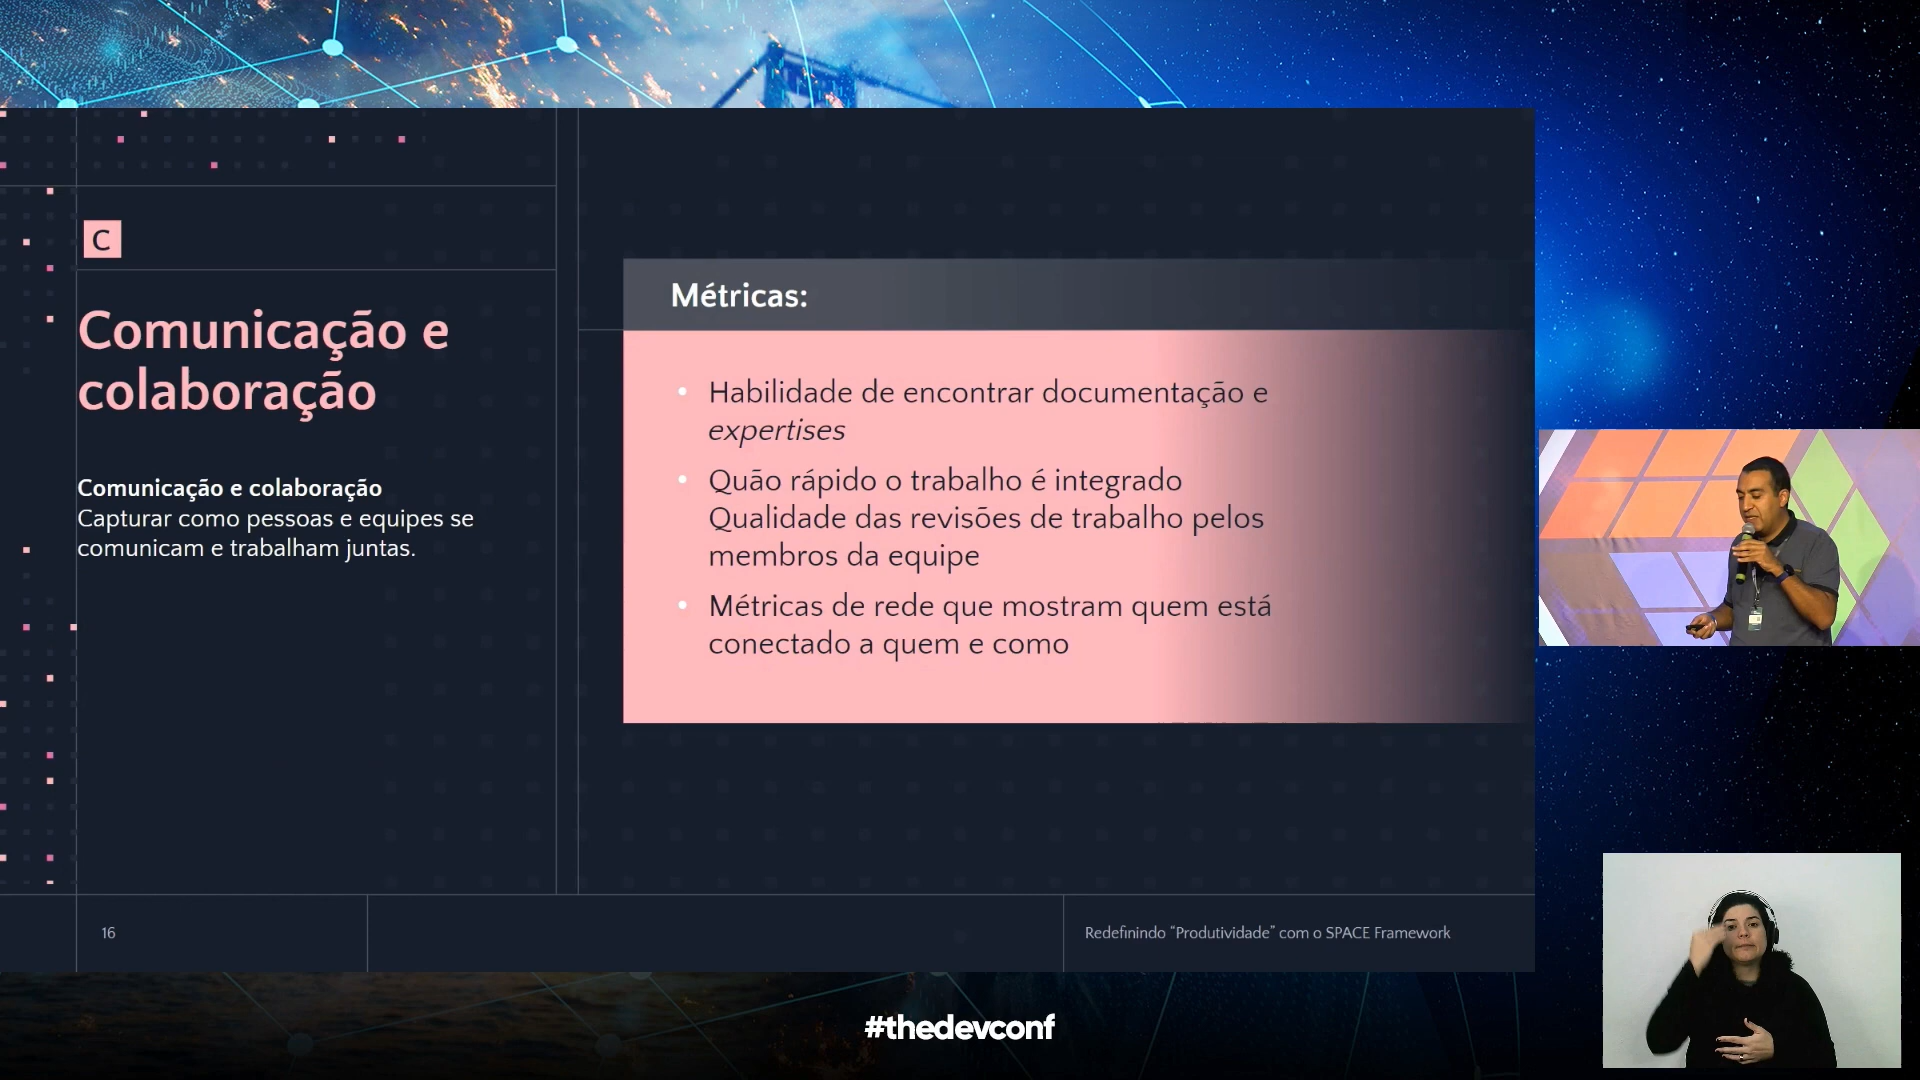 C
Comunicação e
colaboração
Comunicação e colaboração
Capturar como pessoas e equipes se
comunicam e trabalham juntas.
Métricas:
• Habilidade de encontrar documentação e
expertises
• Quão rápido o trabalho é integrado
Qualidade das revisões de trabalho pelos
membros da equipe
• Métricas de rede que mostram quem está
conectado a quem e como
16
Redefinindo “Produtividade” com o SPACE Framework
#thedevconf